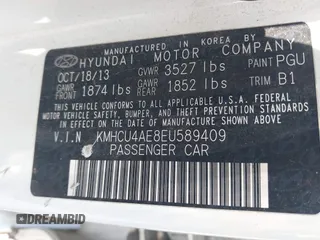 MANUFACTURED IN KOREA BY
HYUNDAI MOTOR COMPANY
OCT/18/13 GVWR 3527 lbs PAINT PGU
GAWR FRONT 1874 lbs GAWR REAR 1852 lbs TRIM B1
THIS VEHICLE CONFORMS TO ALL APPLICABLE FEDERAL
MOTOR VEHICLE SAFETY, BUMPER, AND THEFT PREVENTION
STANDARDS IN EFFECT ON THE DATE OF MANUFACTURE
SHOWN ABOVE.
V.I.N KMHCU4AE8EU589409
PASSENGER CAR
DREAMBID